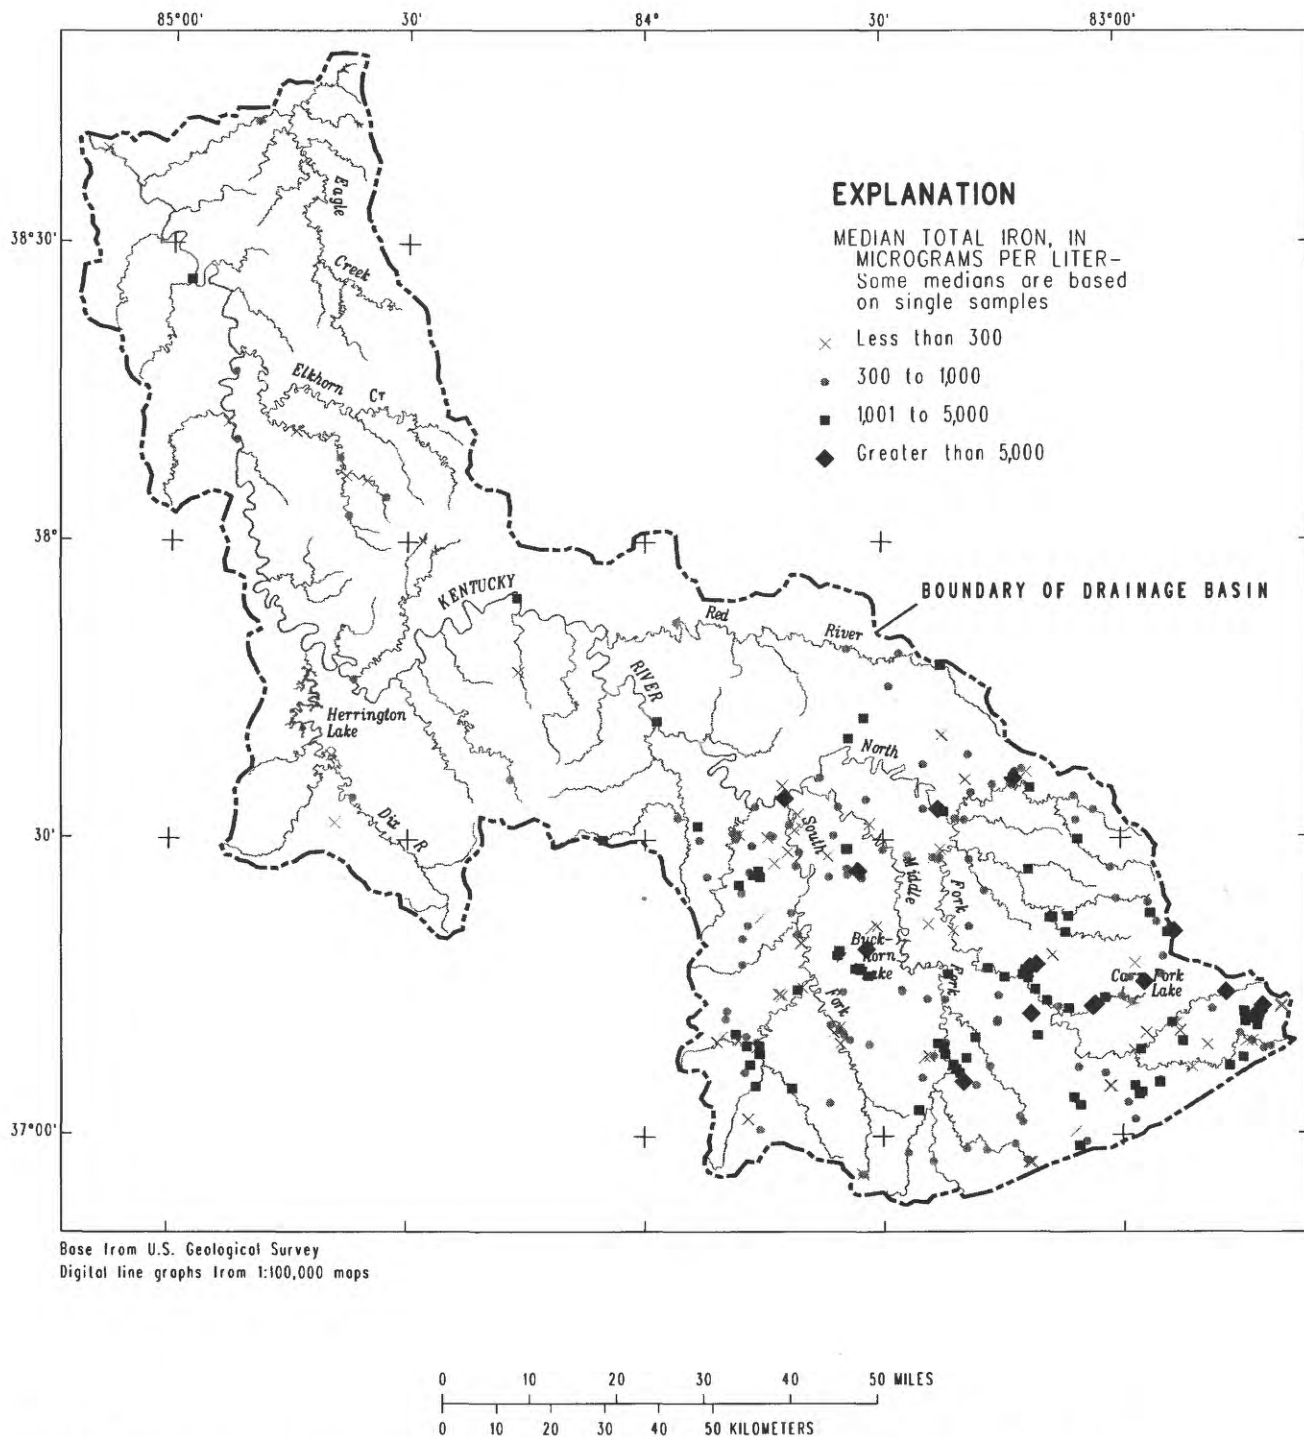 85°00' 30' 84° 30' 83°00'
38°30'
38°
30'
37°00'
EXPLANATION
MEDIAN TOTAL IRON, IN
MICROGRAMS PER LITER–
Some medians are based
on single samples
Less than 300
300 to 1,000
1,001 to 5,000
Greater than 5,000
BOUNDARY OF DRAINAGE BASIN
Eagle
Creek
Elkhorn
Cr
KENTUCKY
RIVER
Red
River
Herrington
Lake
Dix R
North
Fork
South
Fork
Middle
Fork
Buck-
horn
Lake
Carr Fork
Lake
Base from U.S. Geological Survey
Digital line graphs from 1:100,000 maps
0 10 20 30 40 50 MILES
0 10 20 30 40 50 KILOMETERS